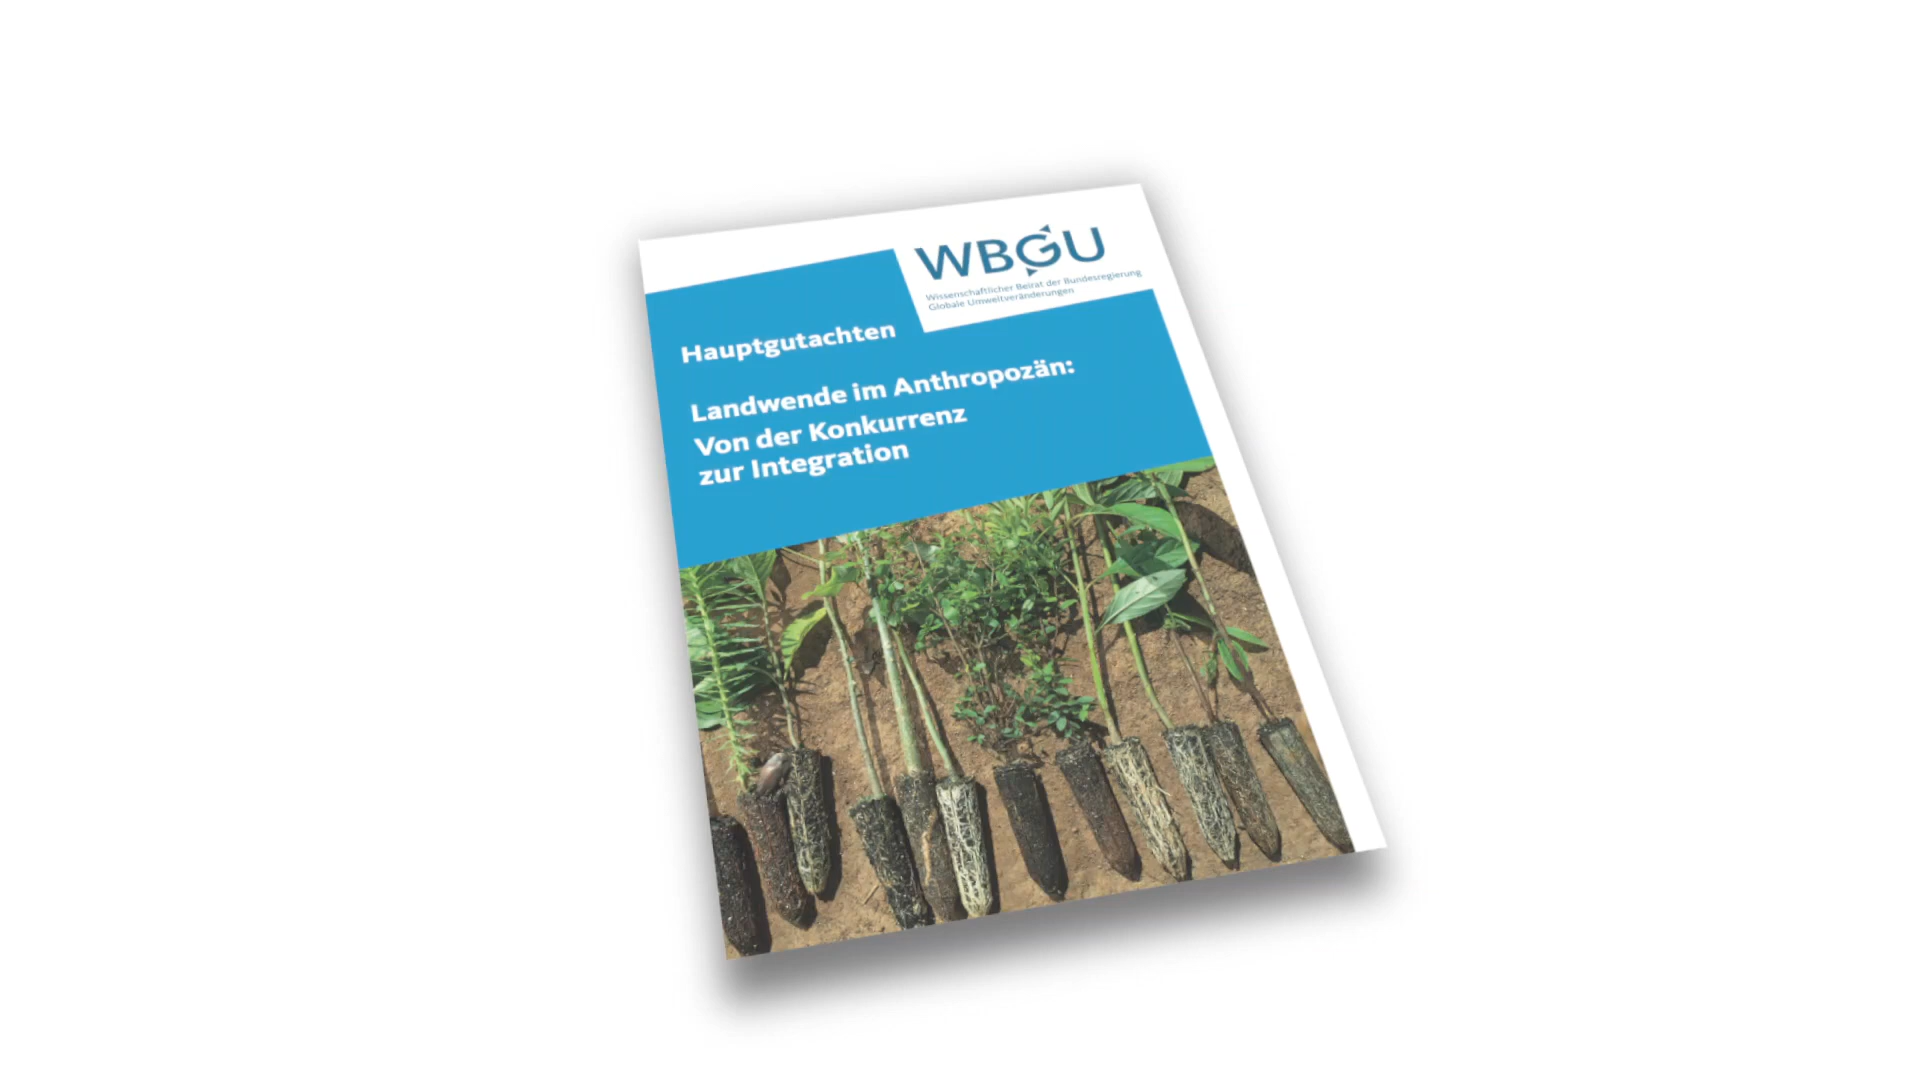 WBGU
Wissenschaftlicher Beirat der Bundesregierung
Globale Umweltveränderungen
Hauptgutachten
Landwende im Anthropozän:
Von der Konkurrenz
zur Integration